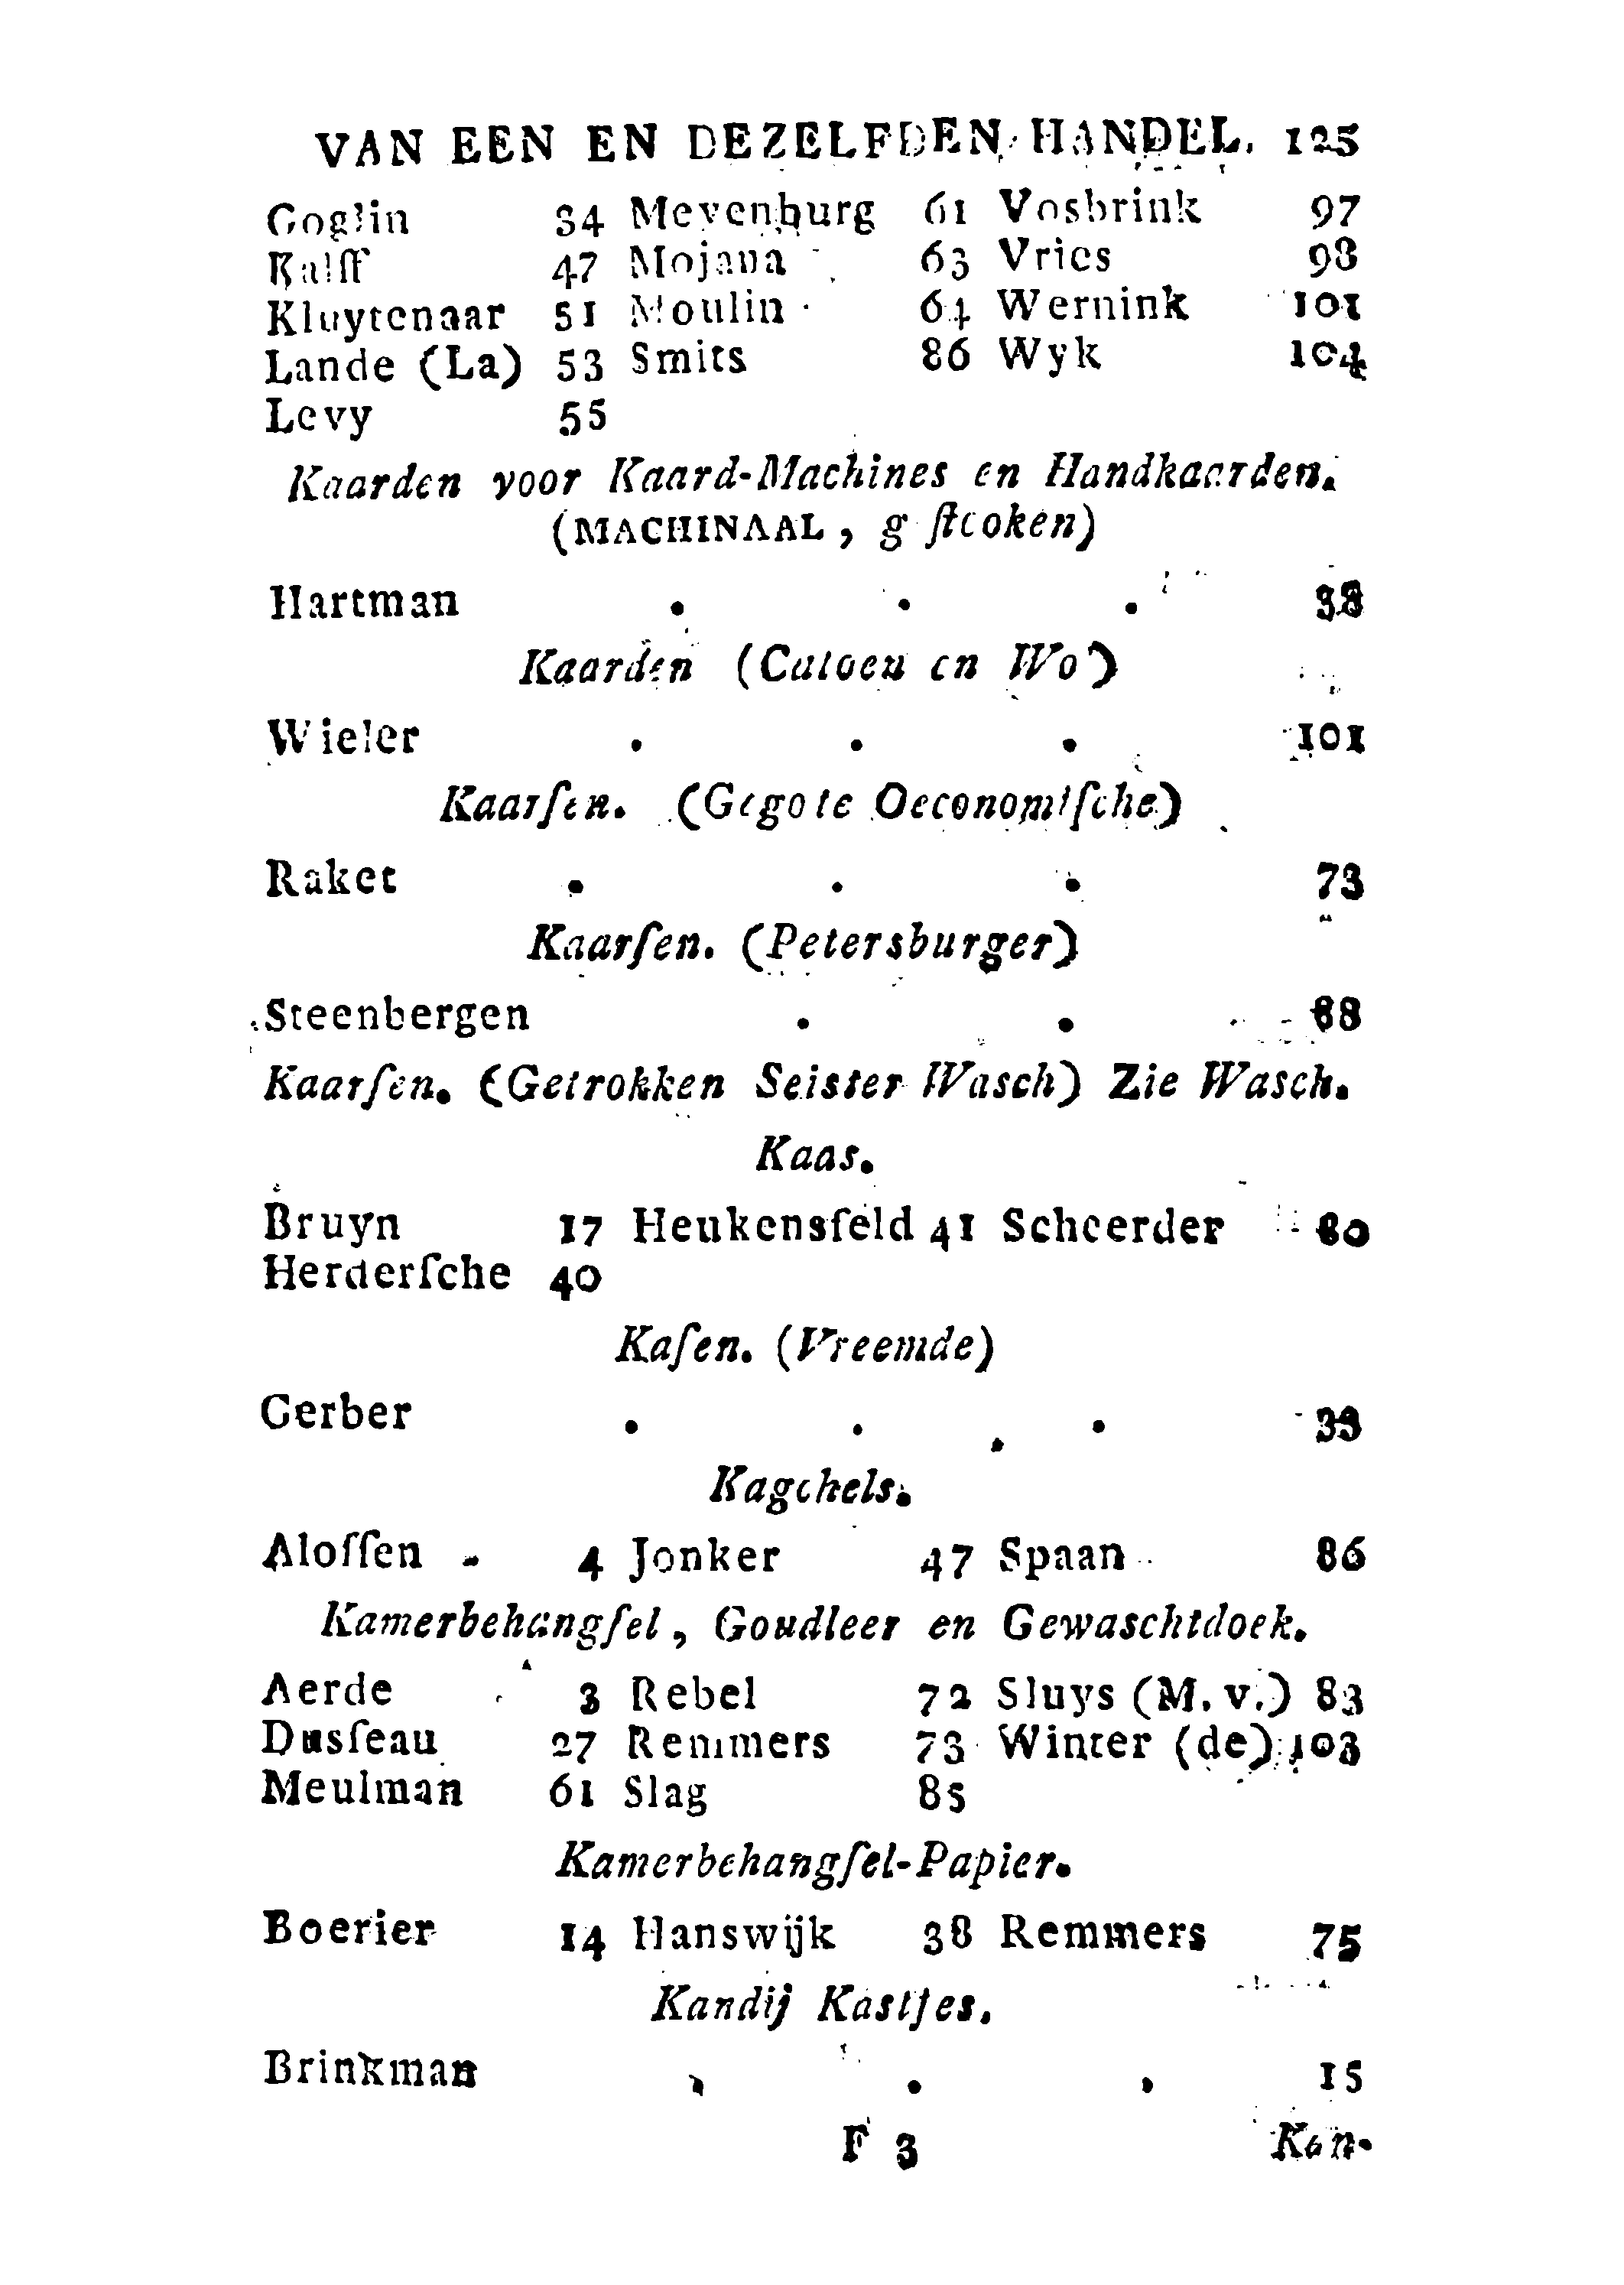 VAN EEN EN DEZELFDEN HANDEL. 125
Goglin 34 Meyenburg 61 Vosbrink 97
Kalff 47 Mojana 63 Vries 98
Kluytenaar 51 Moulin 64 Wernink 101
Lande (La) 53 Smits 86 Wyk 104
Levy 55
Kaarden voor Kaard-Machines en Handkaarden.
(MACHINAAL, g ſtoken)
Hartman . . . 38
Kaarden (Catoen en Wo)
Wieler . . . 101
Kaarſen. (Gegote Oeconomiſche)
Raket . . . 73
Kaarſen. (Petersburger)
Steenbergen . . 88
Kaarſen. (Getrokken Seister Wasch) Zie Wasch.
Kaas.
Bruyn 17 Heukensfeld 41 Scheerder 80
Herderſche 40
Kaſen. (Vreemde)
Gerber . . . 33
Kagchels.
Aloſſen - 4 Jonker 47 Spaan 86
Kamerbehangſel, Goudleer en Gewaschtdoek.
Aerde 3 Rebel 72 Sluys (M. v.) 83
Dusſeau 27 Remmers 73 Winter (de) 103
Meulman 61 Slag 85
Kamerbehangſel-Papier.
Boerier 14 Hanswijk 38 Remmers 75
Kandij Kastjes.
Brinkman . . . 15
F 3 Kan-